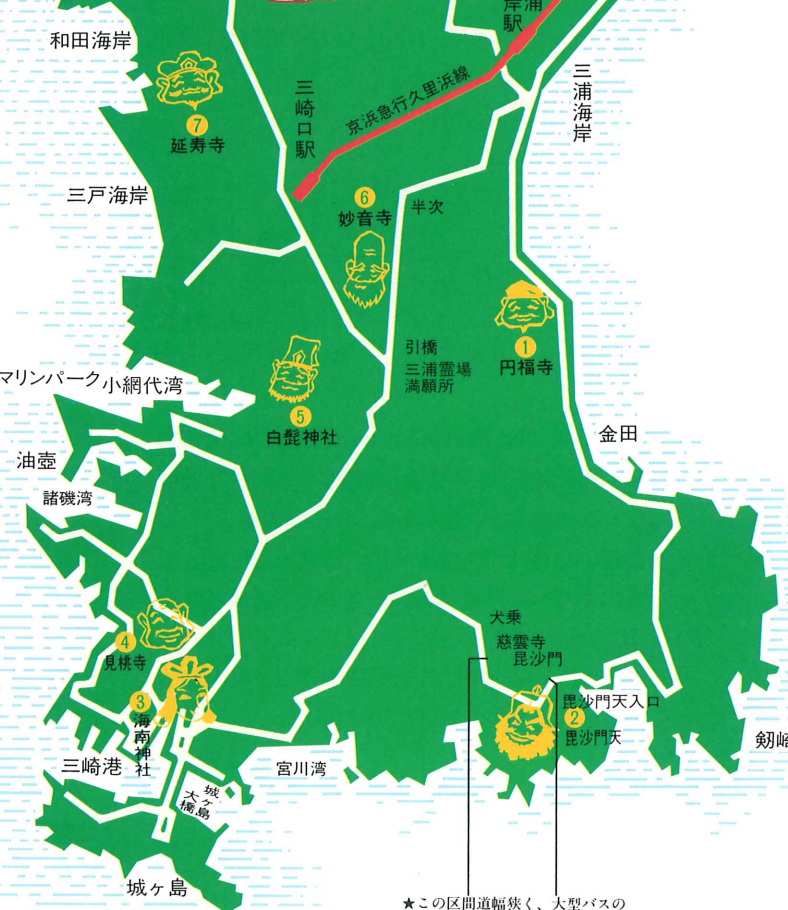 岸浦駅
和田海岸
三崎口駅
京浜急行久里浜線
三浦海岸
7
延寿寺
三戸海岸
6
妙音寺
半次
1
円福寺
引橋
三浦霊場
満願所
マリンパーク
小網代湾
5
白髭神社
油壺
金田
諸磯湾
犬乗
慈雲寺
毘沙門
4
見桃寺
3
海南神社
毘沙門天入口
2
毘沙門天
剱崎
三崎港
宮川湾
城ヶ島
大橋
城ヶ島
★この区間道幅狭く、大型バスの